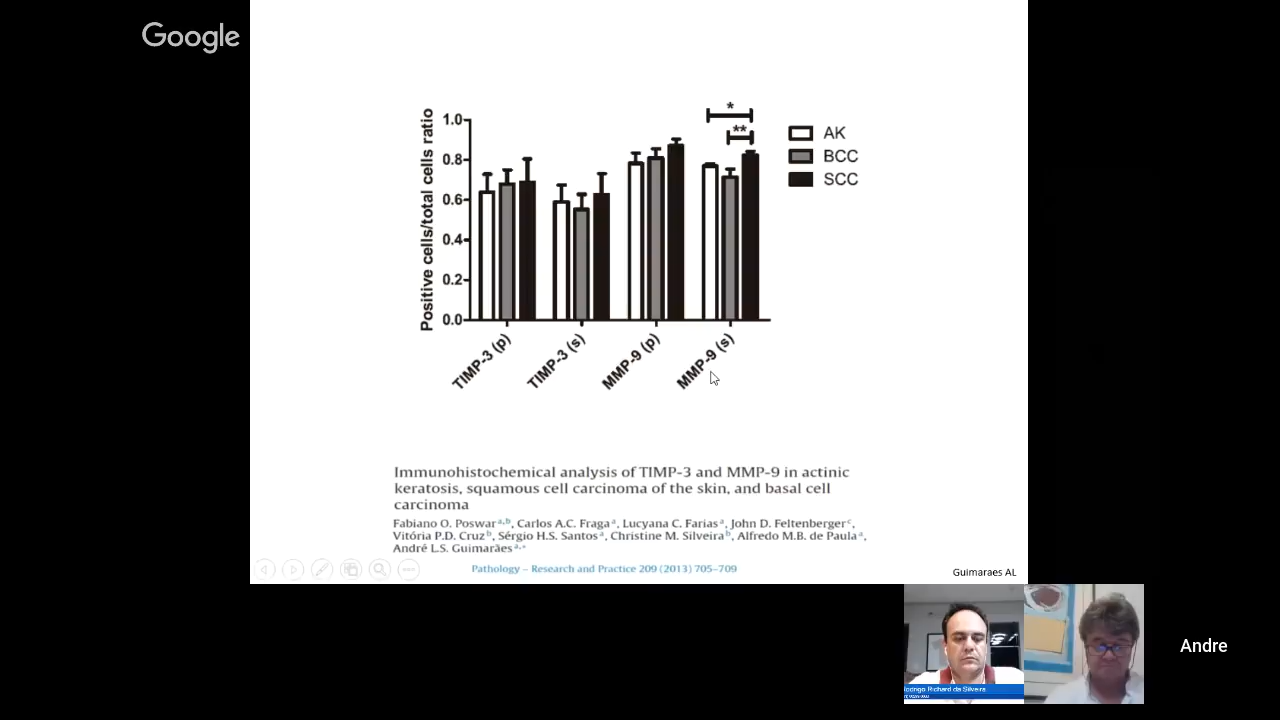 Google
*
**
1.0
0.8
0.6
0.4
0.2
0.0
Positive cells/total cells ratio
AK
BCC
SCC
TIMP-3 (p)
TIMP-3 (s)
MMP-9 (p)
MMP-9 (s)
Immunohistochemical analysis of TIMP-3 and MMP-9 in actinic
keratosis, squamous cell carcinoma of the skin, and basal cell
carcinoma
Fabiano O. Poswar a,b, Carlos A.C. Fraga a, Lucyana C. Farias a, John D. Feltenberger c,
Vitória P.D. Cruz b, Sérgio H.S. Santos a, Christine M. Silveira b, Alfredo M.B. de Paula a,
André L.S. Guimarães a,*
Pathology – Research and Practice 209 (2013) 705–709
Guimaraes AL
Rodrigo Richard da Silveira
Andre